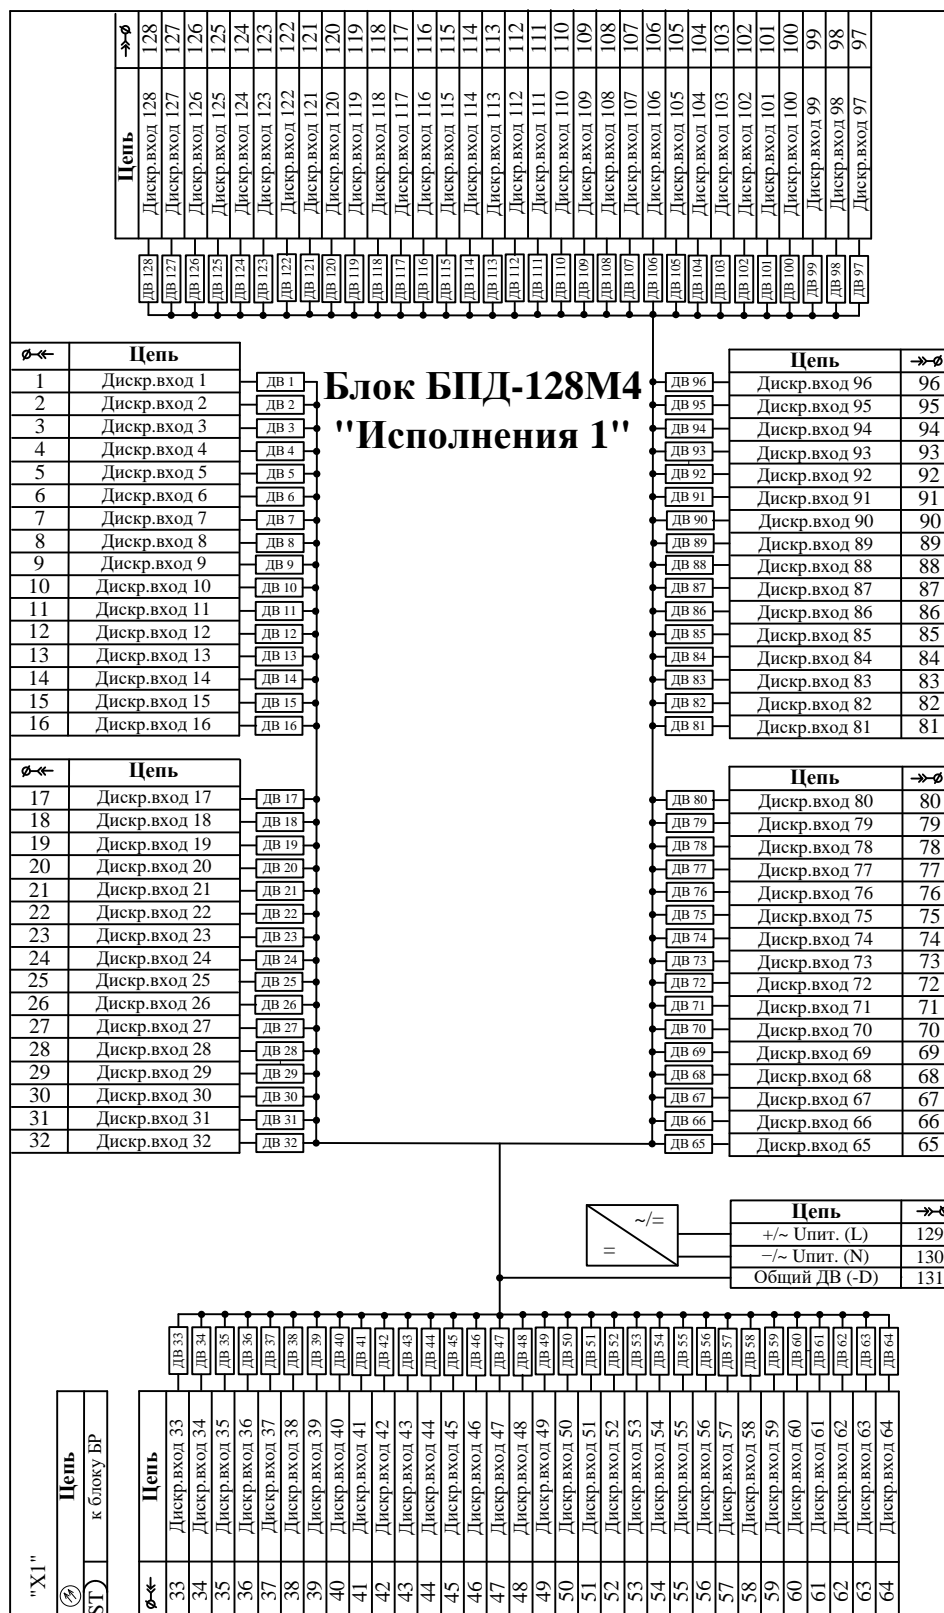 128 127 126 125 124 123 122 121 120 119 118 117 116 115 114 113 112 111 110 109 108 107 106 105 104 103 102 101 100 99 98 97
Цепь
Дискр.вход 128
Дискр.вход 127
Дискр.вход 126
Дискр.вход 125
Дискр.вход 124
Дискр.вход 123
Дискр.вход 122
Дискр.вход 121
Дискр.вход 120
Дискр.вход 119
Дискр.вход 118
Дискр.вход 117
Дискр.вход 116
Дискр.вход 115
Дискр.вход 114
Дискр.вход 113
Дискр.вход 112
Дискр.вход 111
Дискр.вход 110
Дискр.вход 109
Дискр.вход 108
Дискр.вход 107
Дискр.вход 106
Дискр.вход 105
Дискр.вход 104
Дискр.вход 103
Дискр.вход 102
Дискр.вход 101
Дискр.вход 100
Дискр.вход 99
Дискр.вход 98
Дискр.вход 97
ДВ 128 ДВ 127 ДВ 126 ДВ 125 ДВ 124 ДВ 123 ДВ 122 ДВ 121 ДВ 120 ДВ 119 ДВ 118 ДВ 117 ДВ 116 ДВ 115 ДВ 114 ДВ 113 ДВ 112 ДВ 111 ДВ 110 ДВ 109 ДВ 108 ДВ 107 ДВ 106 ДВ 105 ДВ 104 ДВ 103 ДВ 102 ДВ 101 ДВ 100 ДВ 99 ДВ 98 ДВ 97
Блок БПД-128М4
"Исполнения 1"
Цепь
1 Дискр.вход 1 ДВ 1
2 Дискр.вход 2 ДВ 2
3 Дискр.вход 3 ДВ 3
4 Дискр.вход 4 ДВ 4
5 Дискр.вход 5 ДВ 5
6 Дискр.вход 6 ДВ 6
7 Дискр.вход 7 ДВ 7
8 Дискр.вход 8 ДВ 8
9 Дискр.вход 9 ДВ 9
10 Дискр.вход 10 ДВ 10
11 Дискр.вход 11 ДВ 11
12 Дискр.вход 12 ДВ 12
13 Дискр.вход 13 ДВ 13
14 Дискр.вход 14 ДВ 14
15 Дискр.вход 15 ДВ 15
16 Дискр.вход 16 ДВ 16
Цепь
ДВ 96 Дискр.вход 96 96
ДВ 95 Дискр.вход 95 95
ДВ 94 Дискр.вход 94 94
ДВ 93 Дискр.вход 93 93
ДВ 92 Дискр.вход 92 92
ДВ 91 Дискр.вход 91 91
ДВ 90 Дискр.вход 90 90
ДВ 89 Дискр.вход 89 89
ДВ 88 Дискр.вход 88 88
ДВ 87 Дискр.вход 87 87
ДВ 86 Дискр.вход 86 86
ДВ 85 Дискр.вход 85 85
ДВ 84 Дискр.вход 84 84
ДВ 83 Дискр.вход 83 83
ДВ 82 Дискр.вход 82 82
ДВ 81 Дискр.вход 81 81
Цепь
17 Дискр.вход 17 ДВ 17
18 Дискр.вход 18 ДВ 18
19 Дискр.вход 19 ДВ 19
20 Дискр.вход 20 ДВ 20
21 Дискр.вход 21 ДВ 21
22 Дискр.вход 22 ДВ 22
23 Дискр.вход 23 ДВ 23
24 Дискр.вход 24 ДВ 24
25 Дискр.вход 25 ДВ 25
26 Дискр.вход 26 ДВ 26
27 Дискр.вход 27 ДВ 27
28 Дискр.вход 28 ДВ 28
29 Дискр.вход 29 ДВ 29
30 Дискр.вход 30 ДВ 30
31 Дискр.вход 31 ДВ 31
32 Дискр.вход 32 ДВ 32
Цепь
ДВ 80 Дискр.вход 80 80
ДВ 79 Дискр.вход 79 79
ДВ 78 Дискр.вход 78 78
ДВ 77 Дискр.вход 77 77
ДВ 76 Дискр.вход 76 76
ДВ 75 Дискр.вход 75 75
ДВ 74 Дискр.вход 74 74
ДВ 73 Дискр.вход 73 73
ДВ 72 Дискр.вход 72 72
ДВ 71 Дискр.вход 71 71
ДВ 70 Дискр.вход 70 70
ДВ 69 Дискр.вход 69 69
ДВ 68 Дискр.вход 68 68
ДВ 67 Дискр.вход 67 67
ДВ 66 Дискр.вход 66 66
ДВ 65 Дискр.вход 65 65
~/=
=
Цепь
+/~ Uпит. (L) 129
−/~ Uпит. (N) 130
Общий ДВ (-D) 131
ДВ 33 ДВ 34 ДВ 35 ДВ 36 ДВ 37 ДВ 38 ДВ 39 ДВ 40 ДВ 41 ДВ 42 ДВ 43 ДВ 44 ДВ 45 ДВ 46 ДВ 47 ДВ 48 ДВ 49 ДВ 50 ДВ 51 ДВ 52 ДВ 53 ДВ 54 ДВ 55 ДВ 56 ДВ 57 ДВ 58 ДВ 59 ДВ 60 ДВ 61 ДВ 62 ДВ 63 ДВ 64
"X1"
Цепь
ST) к блоку БР
Цепь
Дискр.вход 33
Дискр.вход 34
Дискр.вход 35
Дискр.вход 36
Дискр.вход 37
Дискр.вход 38
Дискр.вход 39
Дискр.вход 40
Дискр.вход 41
Дискр.вход 42
Дискр.вход 43
Дискр.вход 44
Дискр.вход 45
Дискр.вход 46
Дискр.вход 47
Дискр.вход 48
Дискр.вход 49
Дискр.вход 50
Дискр.вход 51
Дискр.вход 52
Дискр.вход 53
Дискр.вход 54
Дискр.вход 55
Дискр.вход 56
Дискр.вход 57
Дискр.вход 58
Дискр.вход 59
Дискр.вход 60
Дискр.вход 61
Дискр.вход 62
Дискр.вход 63
Дискр.вход 64
33 34 35 36 37 38 39 40 41 42 43 44 45 46 47 48 49 50 51 52 53 54 55 56 57 58 59 60 61 62 63 64